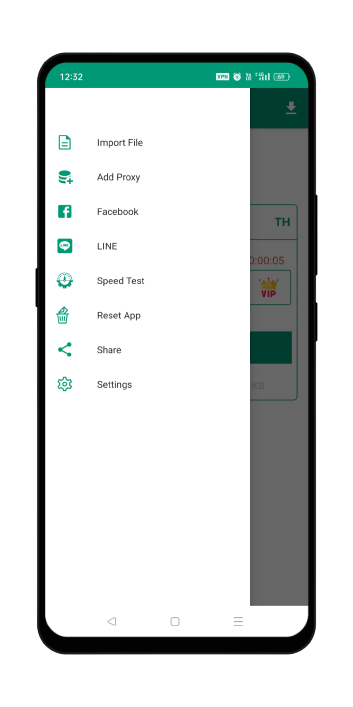 12:32
VPN
69
Import File
Add Proxy
Facebook
LINE
Speed Test
Reset App
Share
Settings
TH
0:00:05
VIP
KB